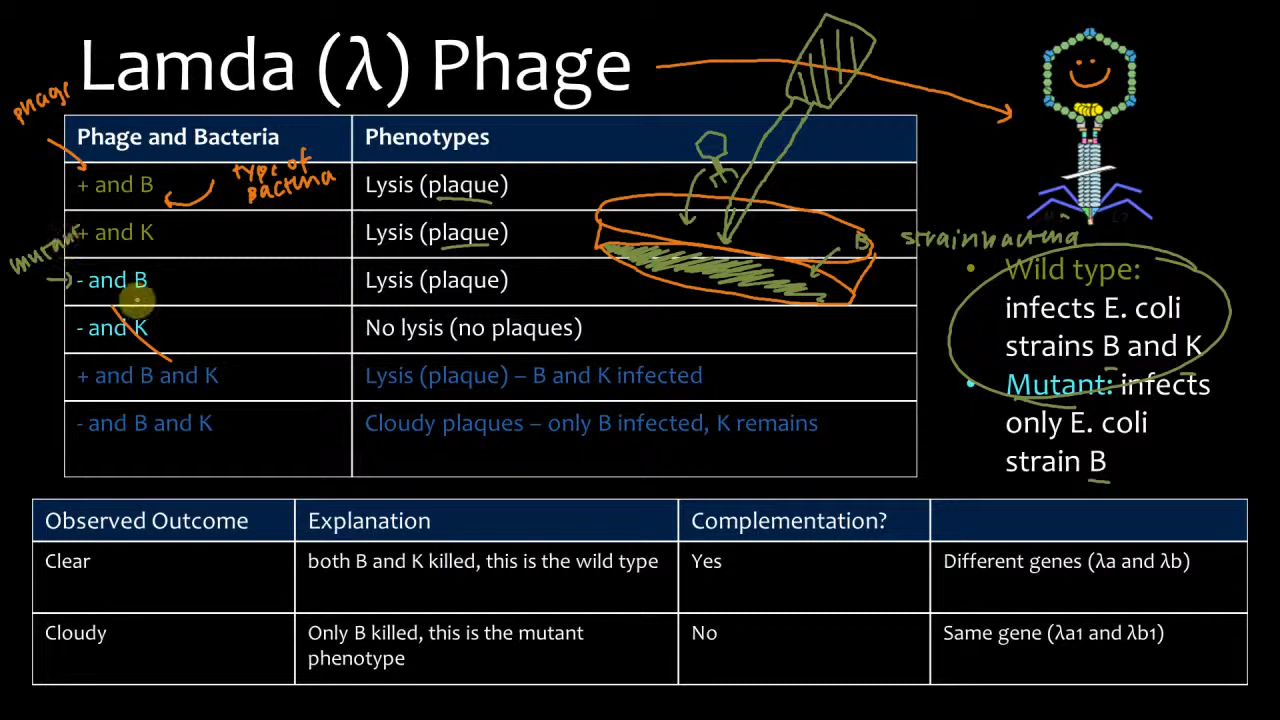 Lamda (λ) Phage
phage
Phage and Bacteria Phenotypes
+ and B Lysis (plaque)
type of
bacteria
+ and K Lysis (plaque)
mutant
- and B Lysis (plaque)
- and K No lysis (no plaques)
+ and B and K Lysis (plaque) – B and K infected
- and B and K Cloudy plaques – only B infected, K remains
B strain bacteria
• Wild type:
infects E. coli
strains B and K
• Mutant: infects
only E. coli
strain B
Observed Outcome Explanation Complementation?
Clear both B and K killed, this is the wild type Yes Different genes (λa and λb)
Cloudy Only B killed, this is the mutant No Same gene (λa1 and λb1)
phenotype